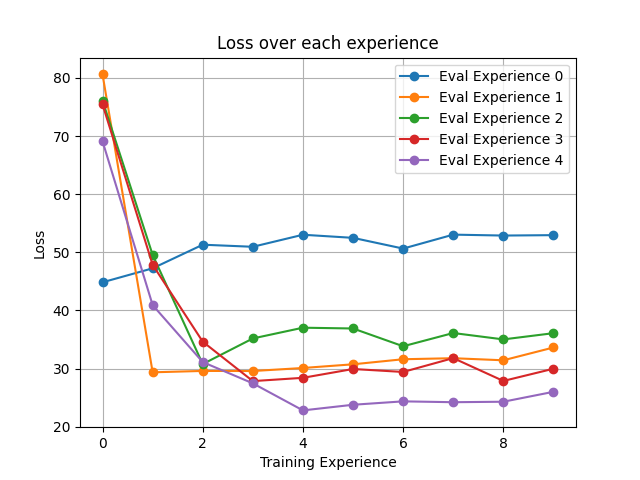 Loss over each experience
Eval Experience 0
Eval Experience 1
Eval Experience 2
Eval Experience 3
Eval Experience 4
Loss
80
70
60
50
40
30
20
0 2 4 6 8
Training Experience